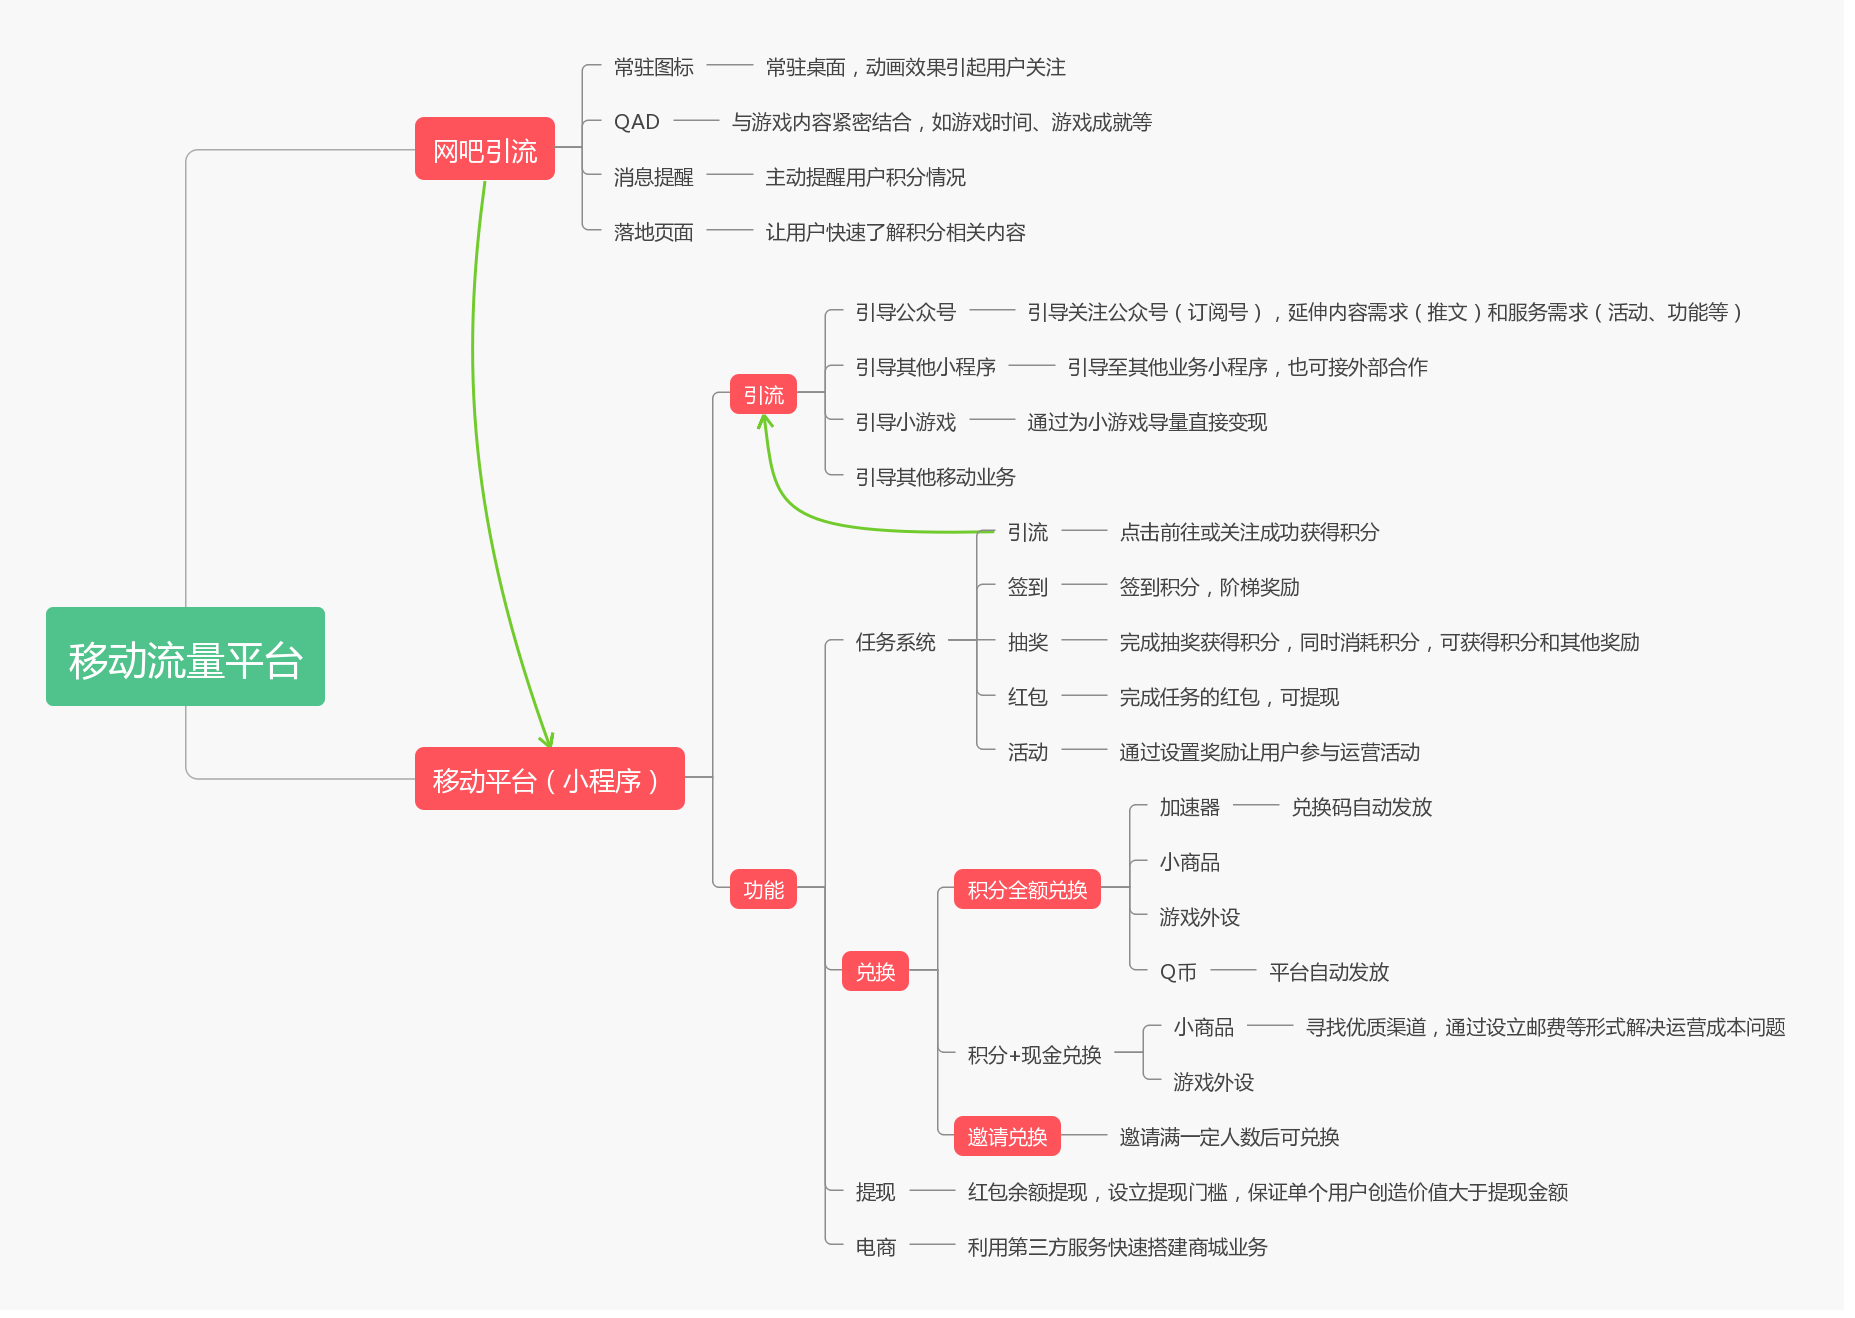 移动流量平台
网吧引流
常驻图标
常驻桌面，动画效果引起用户关注
QAD
与游戏内容紧密结合，如游戏时间、游戏成就等
消息提醒
主动提醒用户积分情况
落地页面
让用户快速了解积分相关内容
移动平台（小程序）
引流
引导公众号
引导关注公众号（订阅号），延伸内容需求（推文）和服务需求（活动、功能等）
引导其他小程序
引导至其他业务小程序，也可接外部合作
引导小游戏
通过为小游戏导量直接变现
引导其他移动业务
功能
任务系统
引流
点击前往或关注成功获得积分
签到
签到积分，阶梯奖励
抽奖
完成抽奖获得积分，同时消耗积分，可获得积分和其他奖励
红包
完成任务的红包，可提现
活动
通过设置奖励让用户参与运营活动
兑换
积分全额兑换
加速器
兑换码自动发放
小商品
游戏外设
Q币
平台自动发放
积分+现金兑换
小商品
寻找优质渠道，通过设立邮费等形式解决运营成本问题
游戏外设
邀请兑换
邀请满一定人数后可兑换
提现
红包余额提现，设立提现门槛，保证单个用户创造价值大于提现金额
电商
利用第三方服务快速搭建商城业务